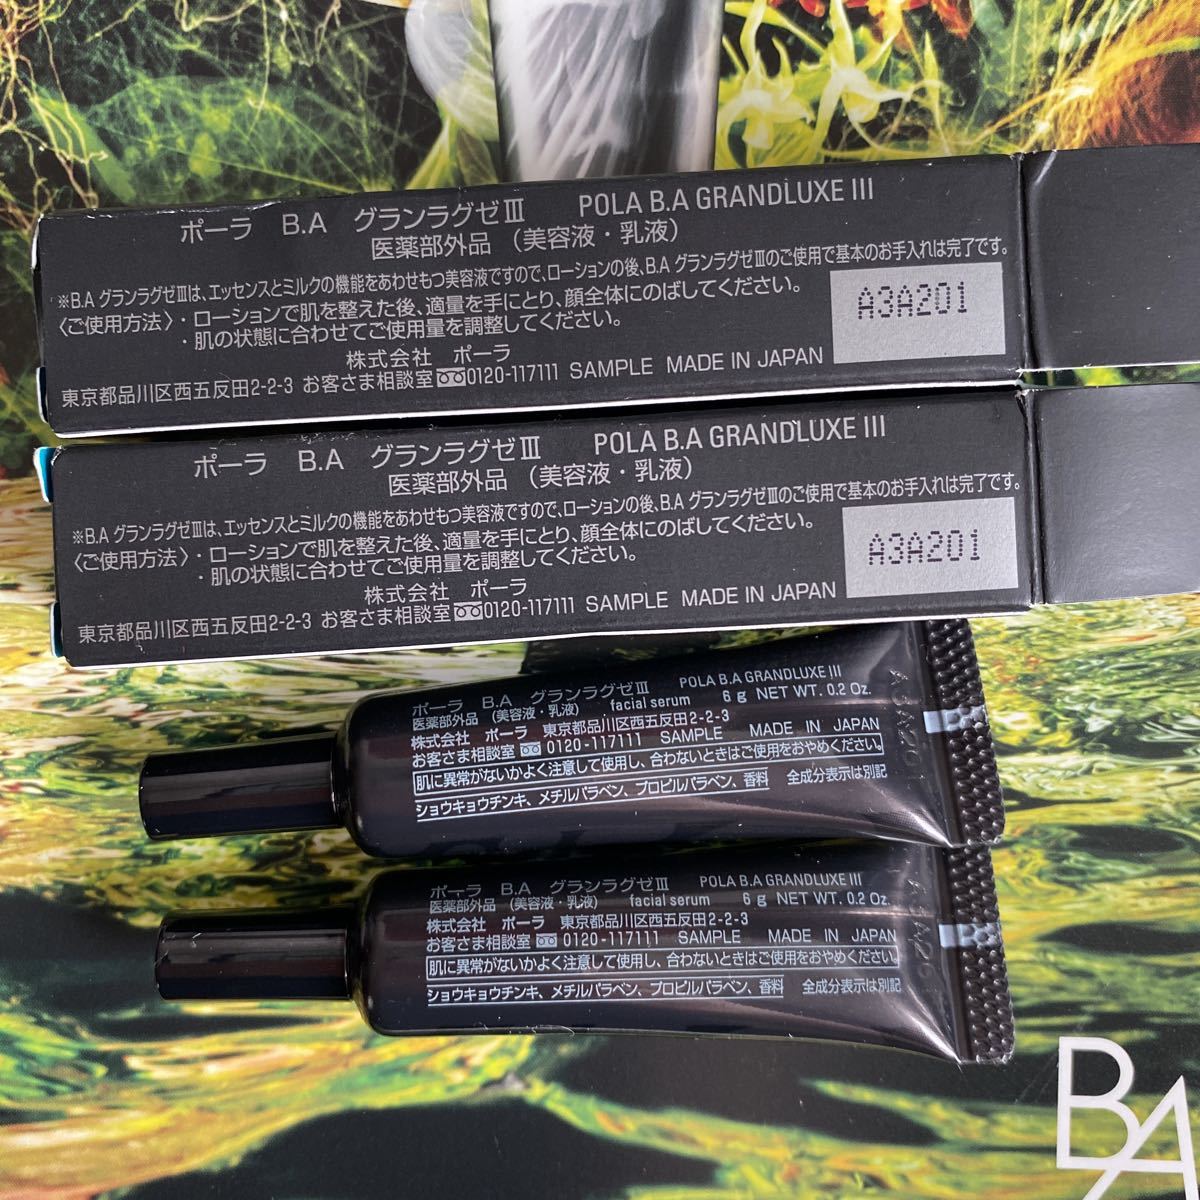 ポーラ　B.A　グランラグゼⅢ　POLA B.A GRANDLUXE III
医薬部外品　（美容液・乳液）
※B.A グランラグゼⅢは、エッセンスとミルクの機能をあわせもつ美容液ですので、ローションの後、B.A グランラグゼⅢのご使用で基本のお手入れは完了です。
〈ご使用方法〉・ローションで肌を整えた後、適量を手にとり、顔全体にのばしてください。
・肌の状態に合わせてご使用量を調整してください。
A3A201
株式会社　ポーラ
東京都品川区西五反田2-2-3 お客さま相談室 0120-117111 SAMPLE MADE IN JAPAN
ポーラ　B.A　グランラグゼⅢ　POLA B.A GRANDLUXE III
医薬部外品　（美容液・乳液）
※B.A グランラグゼⅢは、エッセンスとミルクの機能をあわせもつ美容液ですので、ローションの後、B.A グランラグゼⅢのご使用で基本のお手入れは完了です。
〈ご使用方法〉・ローションで肌を整えた後、適量を手にとり、顔全体にのばしてください。
・肌の状態に合わせてご使用量を調整してください。
A3A201
株式会社　ポーラ
東京都品川区西五反田2-2-3 お客さま相談室 0120-117111 SAMPLE MADE IN JAPAN
ポーラ　B.A　グランラグゼⅢ　POLA B.A GRANDLUXE III
医薬部外品　（美容液・乳液）　facial serum　6 g NET WT. 0.2 Oz.
株式会社 ポーラ 東京都品川区西五反田2-2-3
お客さま相談室 0120-117111 SAMPLE MADE IN JAPAN
肌に異常がないかよく注意して使用し、合わないときはご使用をおやめください。
ショウキョウチンキ、メチルパラベン、プロピルパラベン、香料　全成分表示は別記
ポーラ　B.A　グランラグゼⅢ　POLA B.A GRANDLUXE III
医薬部外品　（美容液・乳液）　facial serum　6 g NET WT. 0.2 Oz.
株式会社 ポーラ 東京都品川区西五反田2-2-3
お客さま相談室 0120-117111 SAMPLE MADE IN JAPAN
肌に異常がないかよく注意して使用し、合わないときはご使用をおやめください。
ショウキョウチンキ、メチルパラベン、プロピルパラベン、香料　全成分表示は別記
BA